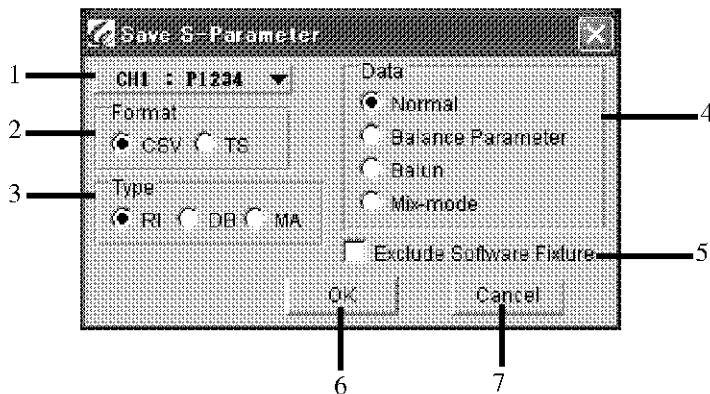 Save S-Parameter
1
CH1 : P1234
Data
Format
Normal
4
2
CSV TS
Balance Parameter
Balun
3
Type
Mix-mode
RI DB MA
Exclude Software Fixture
5
OK
Cancel
6
7